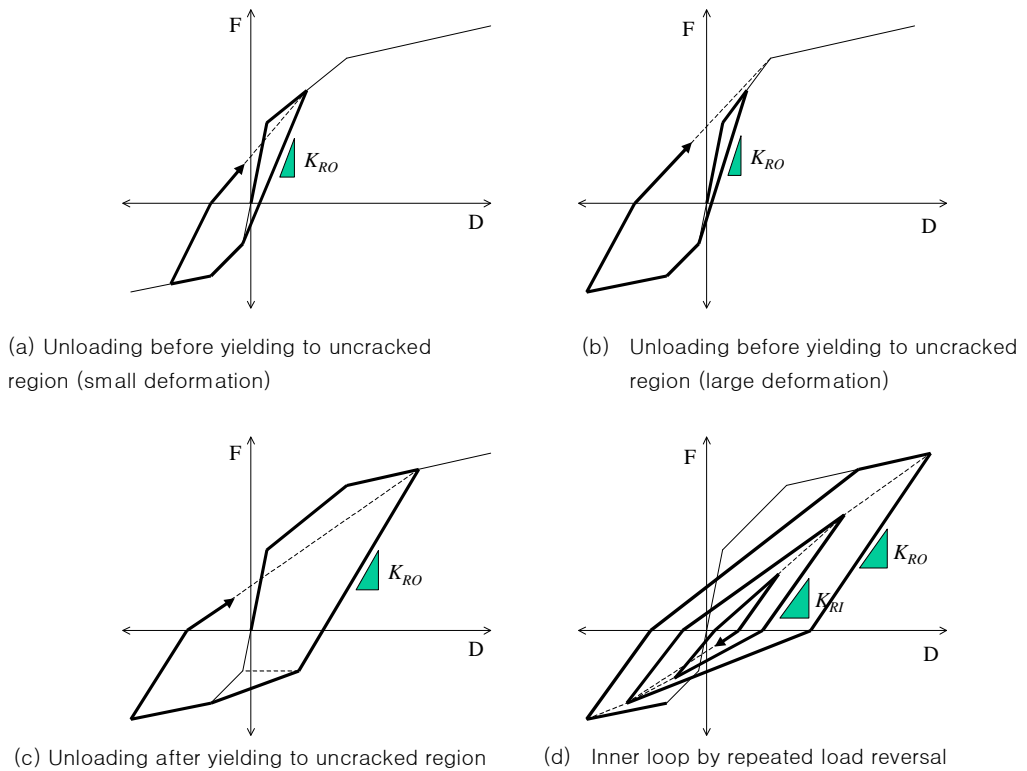 F
K_RO
D
(a) Unloading before yielding to uncracked
region (small deformation)
F
K_RO
D
(b) Unloading before yielding to uncracked
region (large deformation)
F
K_RO
D
(c) Unloading after yielding to uncracked region
F
K_RO
K_RI
D
(d) Inner loop by repeated load reversal